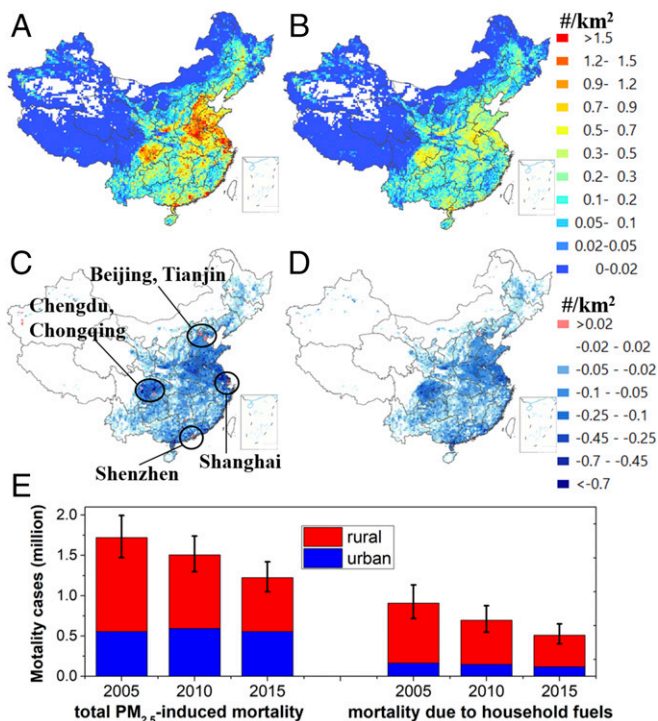 A
B
#/km²
>1.5
1.2- 1.5
0.9- 1.2
0.7- 0.9
0.5- 0.7
0.3- 0.5
0.2- 0.3
0.1- 0.2
0.05- 0.1
0.02-0.05
0-0.02
C
Beijing, Tianjin
Chengdu,
Chongqing
Shenzhen
Shanghai
D
#/km²
>0.02
-0.02 - 0.02
-0.05 - -0.02
-0.1 - -0.05
-0.25 - -0.1
-0.45 - -0.25
-0.7 - -0.45
<-0.7
E
Motality cases (million)
2.0
1.5
1.0
0.5
0.0
rural
urban
2005 2010 2015 2005 2010 2015
total PM2.5-induced mortality mortality due to household fuels